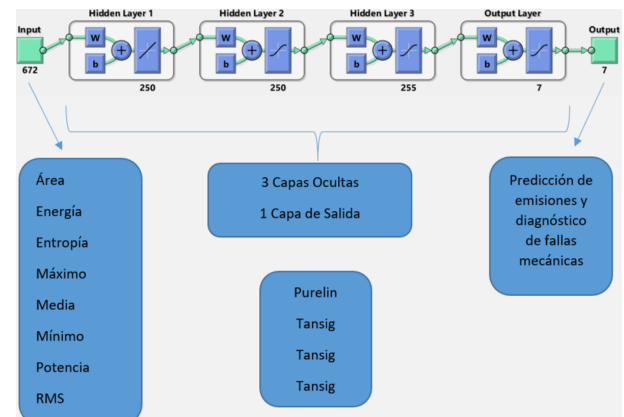 Input
Hidden Layer 1
Hidden Layer 2
Hidden Layer 3
Output Layer
Output
W
b
W
b
W
b
W
b
672
250
250
255
7
7
Área
Energía
Entropía
Máximo
Media
Mínimo
Potencia
RMS
3 Capas Ocultas
1 Capa de Salida
Purelin
Tansig
Tansig
Tansig
Predicción de
emisiones y
diagnóstico
de fallas
mecánicas